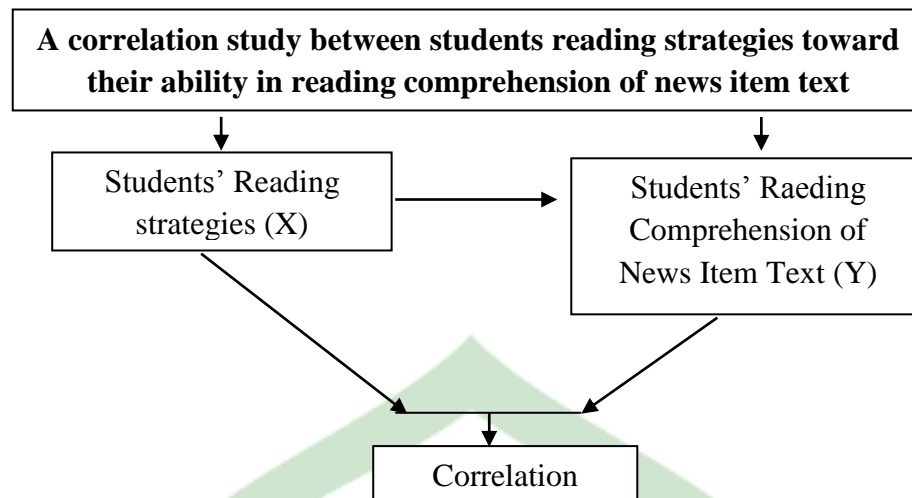 A correlation study between students reading strategies toward
their ability in reading comprehension of news item text
Students’ Reading
strategies (X)
Students’ Raeding
Comprehension of
News Item Text (Y)
Correlation